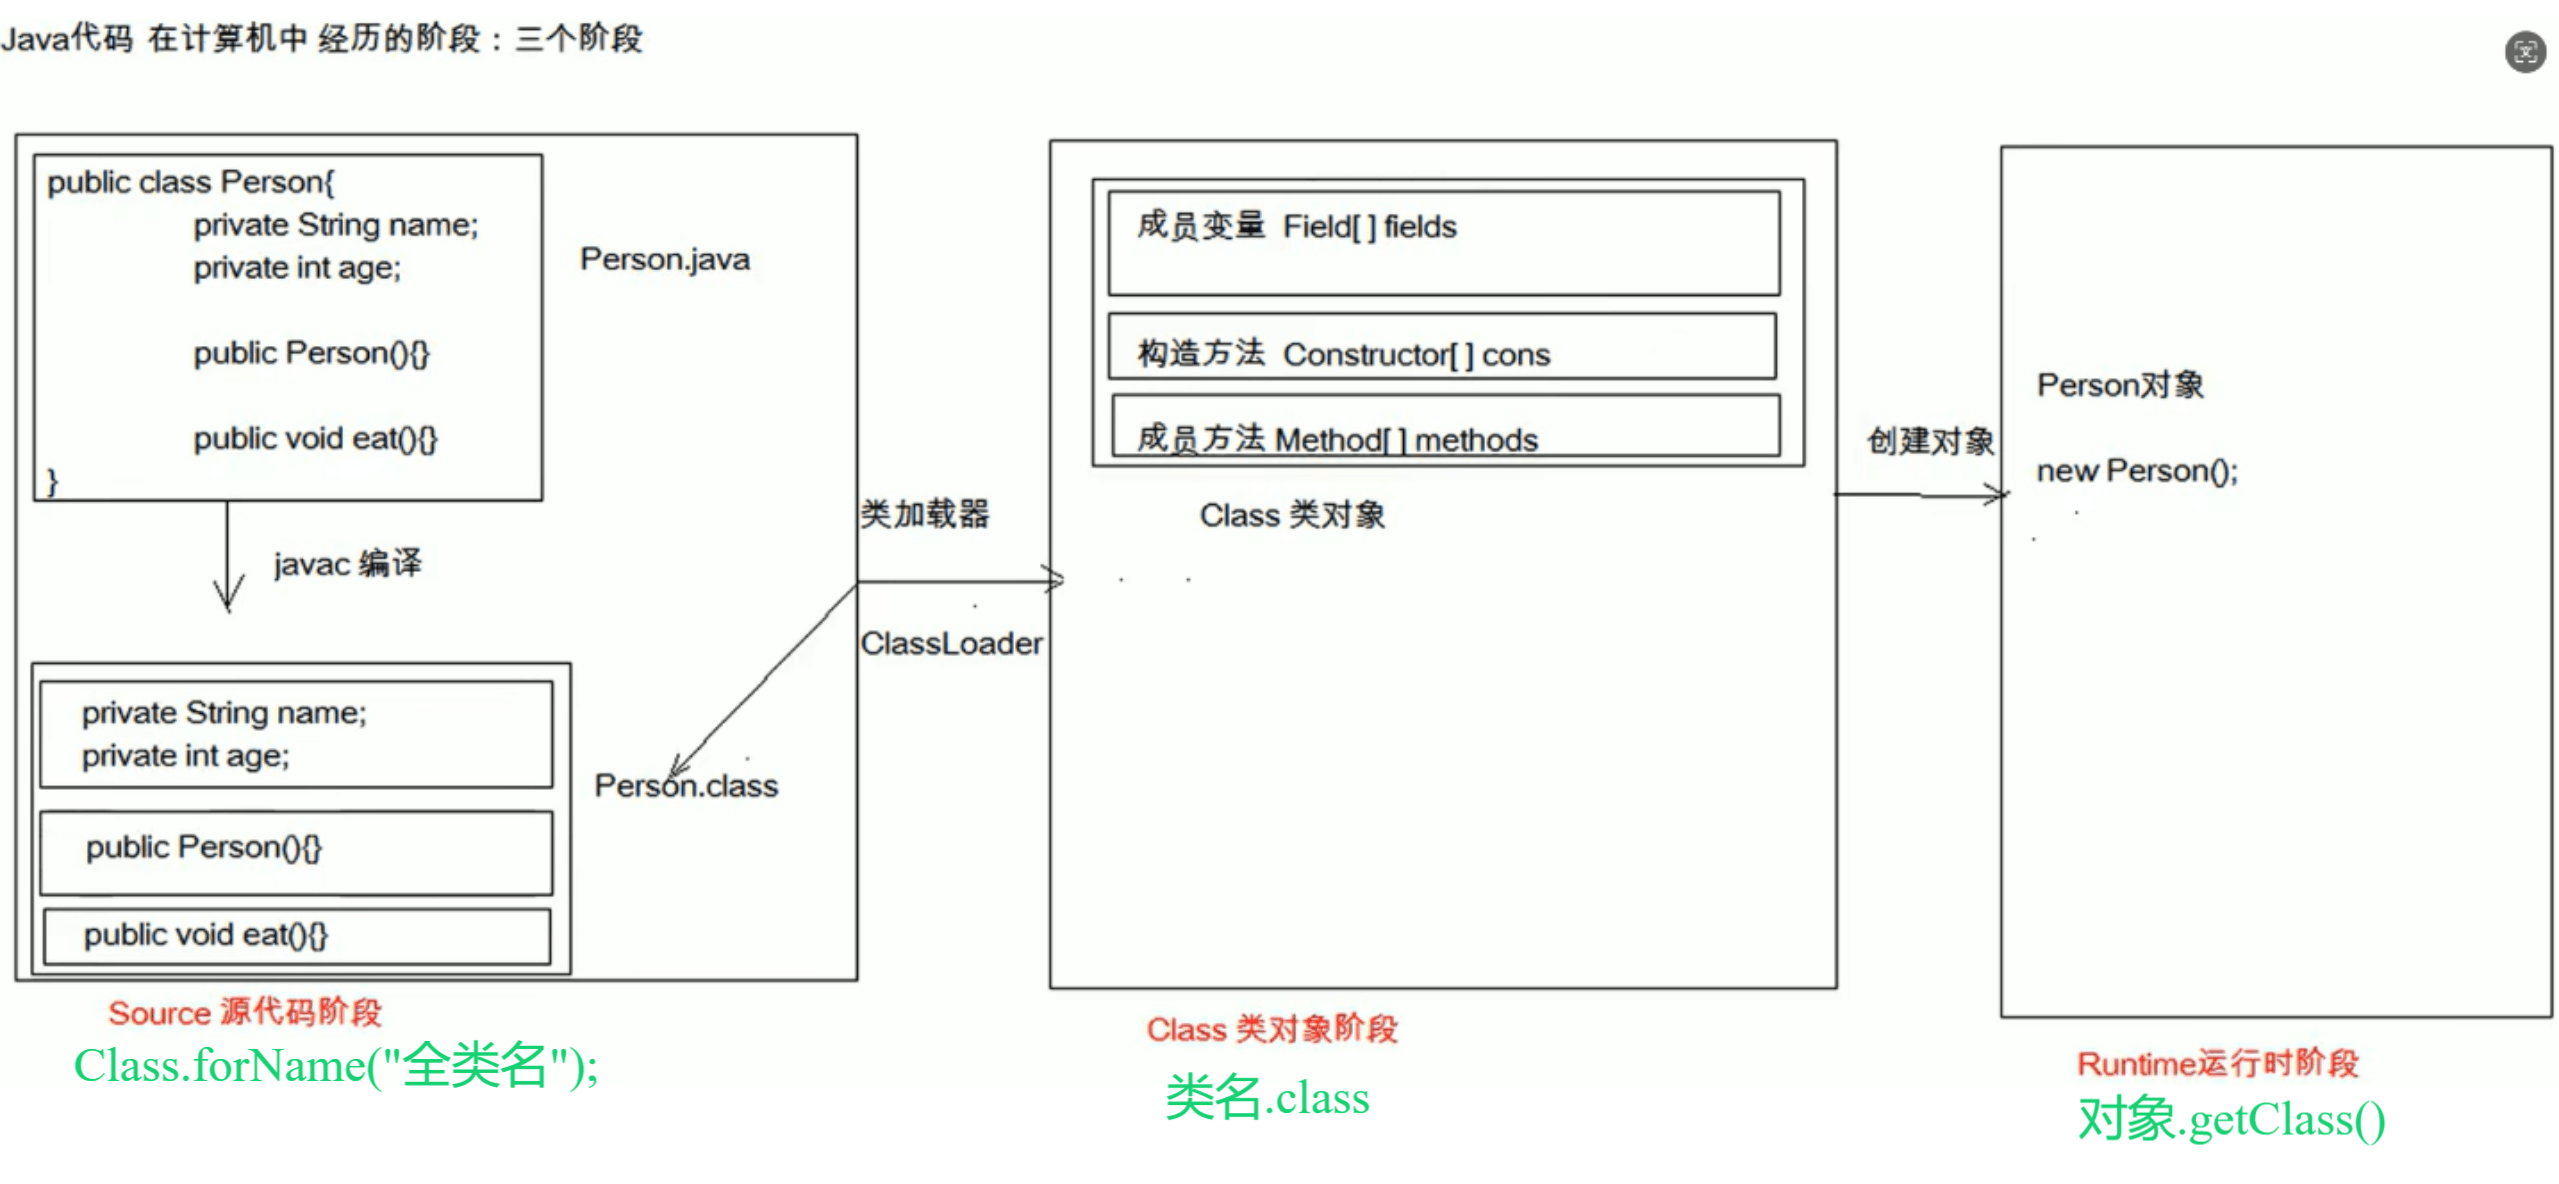 Java代码 在计算机中 经历的阶段：三个阶段
public class Person{
private String name;
private int age;
public Person(){}
public void eat(){}
}
Person.java
javac 编译
private String name;
private int age;
public Person(){}
public void eat(){}
Person.class
Source 源代码阶段
Class.forName("全类名");
类加载器
ClassLoader
成员变量 Field[ ] fields
构造方法 Constructor[ ] cons
成员方法 Method[ ] methods
Class 类对象
Class 类对象阶段
类名.class
创建对象
Person对象
new Person();
Runtime运行时阶段
对象.getClass()